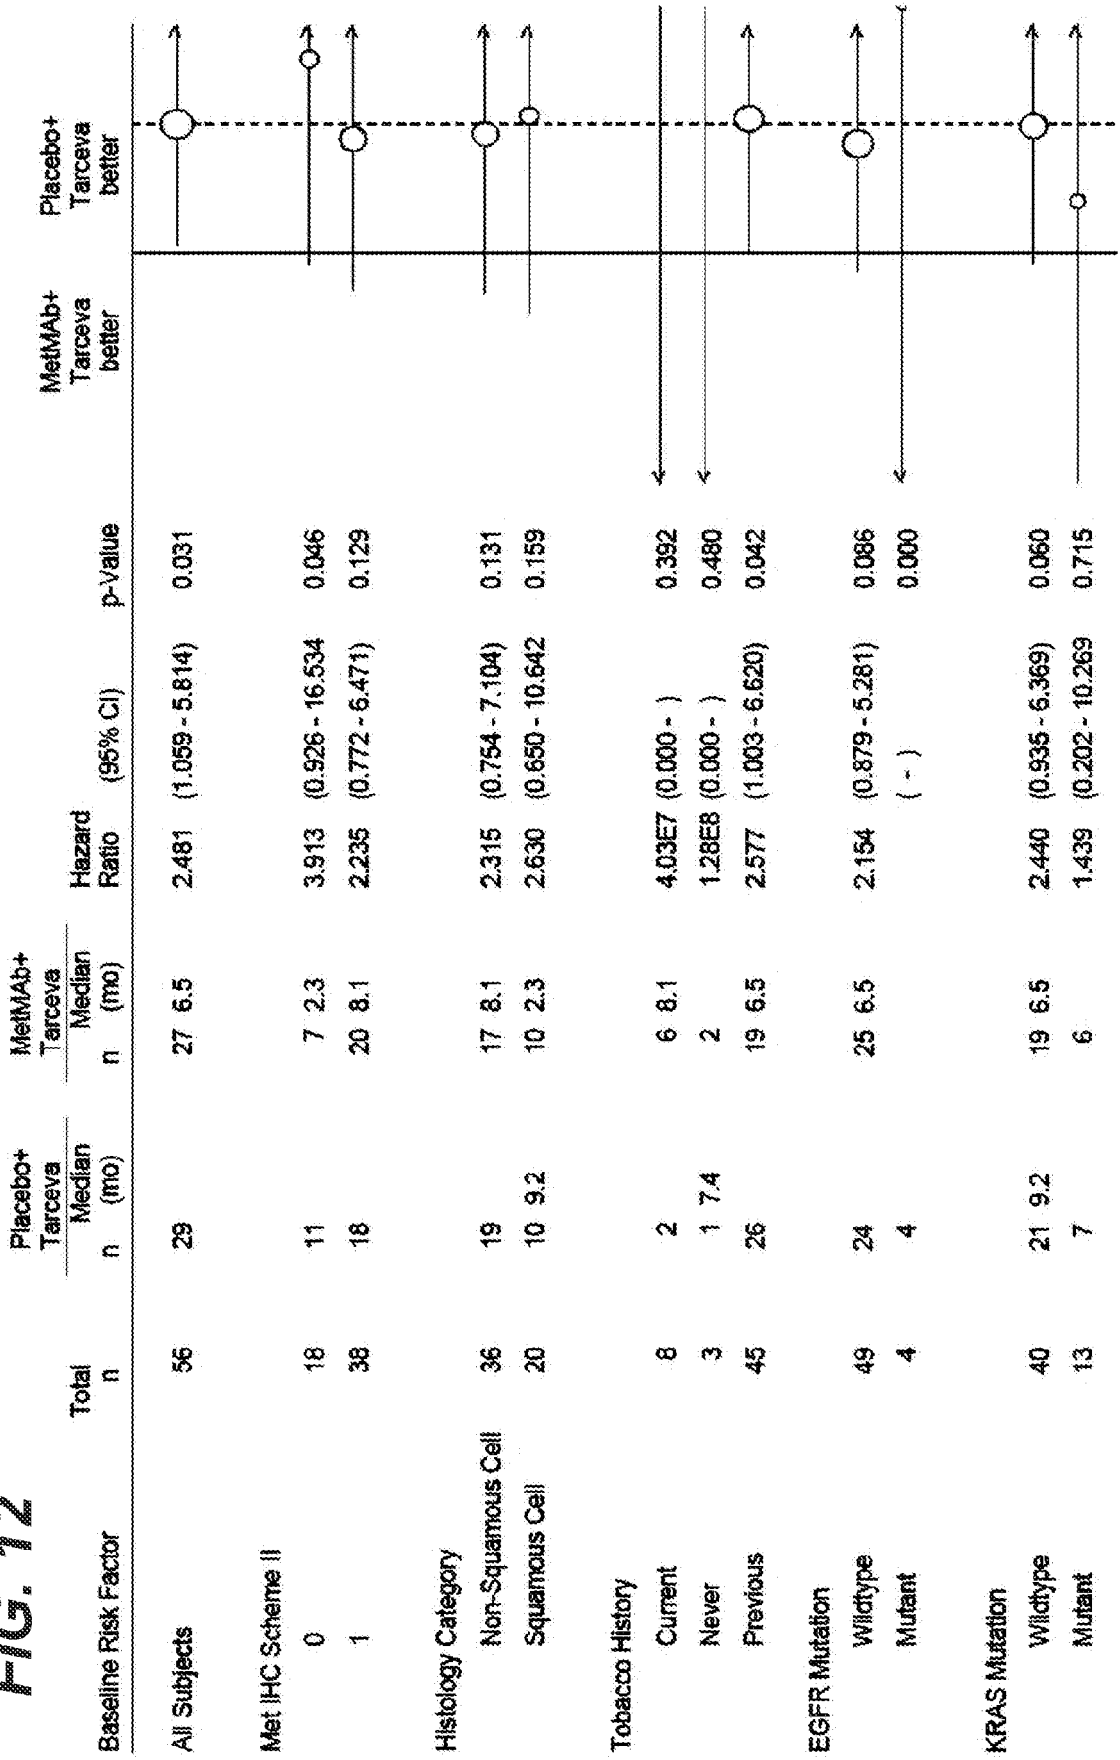 FIG. 12
Placebo+ Tarceva MetMAb+ Tarceva MetMAb+ Tarceva better Placebo+ Tarceva better
Baseline Risk Factor Total n n Median (mo) n Median (mo) Hazard Ratio (95% CI) p-value
All Subjects 56 29 27 6.5 2.481 (1.059 - 5.814) 0.031
Met IHC Scheme II
0 18 11 7 2.3 3.913 (0.926 - 16.534 0.046
1 38 18 20 8.1 2.235 (0.772 - 6.471) 0.129
Histology Category
Non-Squamous Cell 36 19 17 8.1 2.315 (0.754 - 7.104) 0.131
Squamous Cell 20 10 9.2 10 2.3 2.630 (0.650 - 10.642 0.159
Tobacco History
Current 8 2 6 8.1 4.03E7 (0.000 - ) 0.392
Never 3 1 7.4 2 1.28E8 (0.000 - ) 0.480
Previous 45 26 19 6.5 2.577 (1.003 - 6.620) 0.042
EGFR Mutation
Wildtype 49 24 25 6.5 2.154 (0.879 - 5.281) 0.086
Mutant 4 4 ( - ) 0.000
KRAS Mutation
Wildtype 40 21 9.2 19 6.5 2.440 (0.935 - 6.369) 0.060
Mutant 13 7 6 1.439 (0.202 - 10.269 0.715